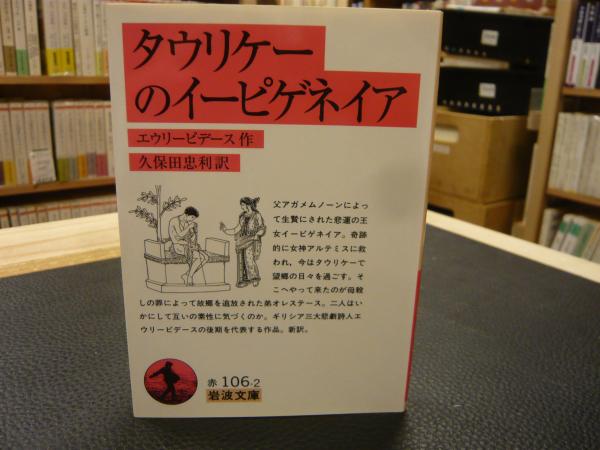 タウリケー
のイーピゲネイア
エウリーピデース 作
久保田忠利 訳
父アガメムノーンによっ
て生贄にされた悲運の王
女イーピゲネイア。奇跡
的に女神アルテミスに救
われ、今はタウリケーで
望郷の日々を過ごす。そ
こへやって来たのが母殺
しの罪によって故郷を追放された弟オレステース。二人はい
かにして互いの素性に気づくのか。ギリシア三大悲劇詩人エ
ウリーピデースの後期を代表する作品。新訳。
赤 106-2
岩波文庫